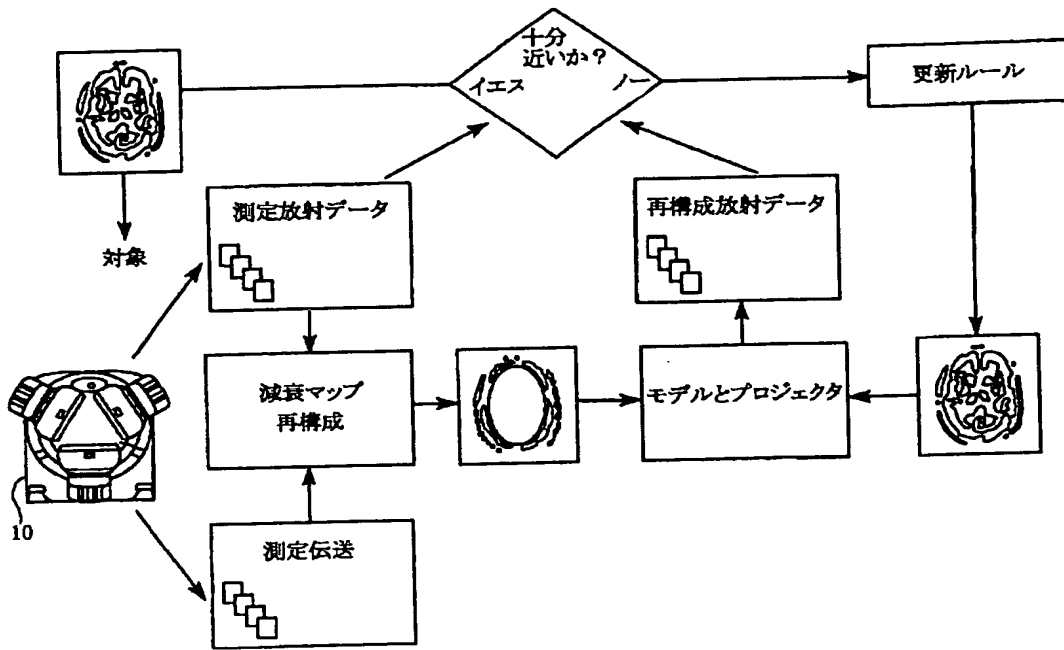 十分
近いか?
イエス
ノー
更新ルール
測定放射データ
再構成放射データ
対象
減衰マップ
再構成
モデルとプロジェクタ
10
測定伝送